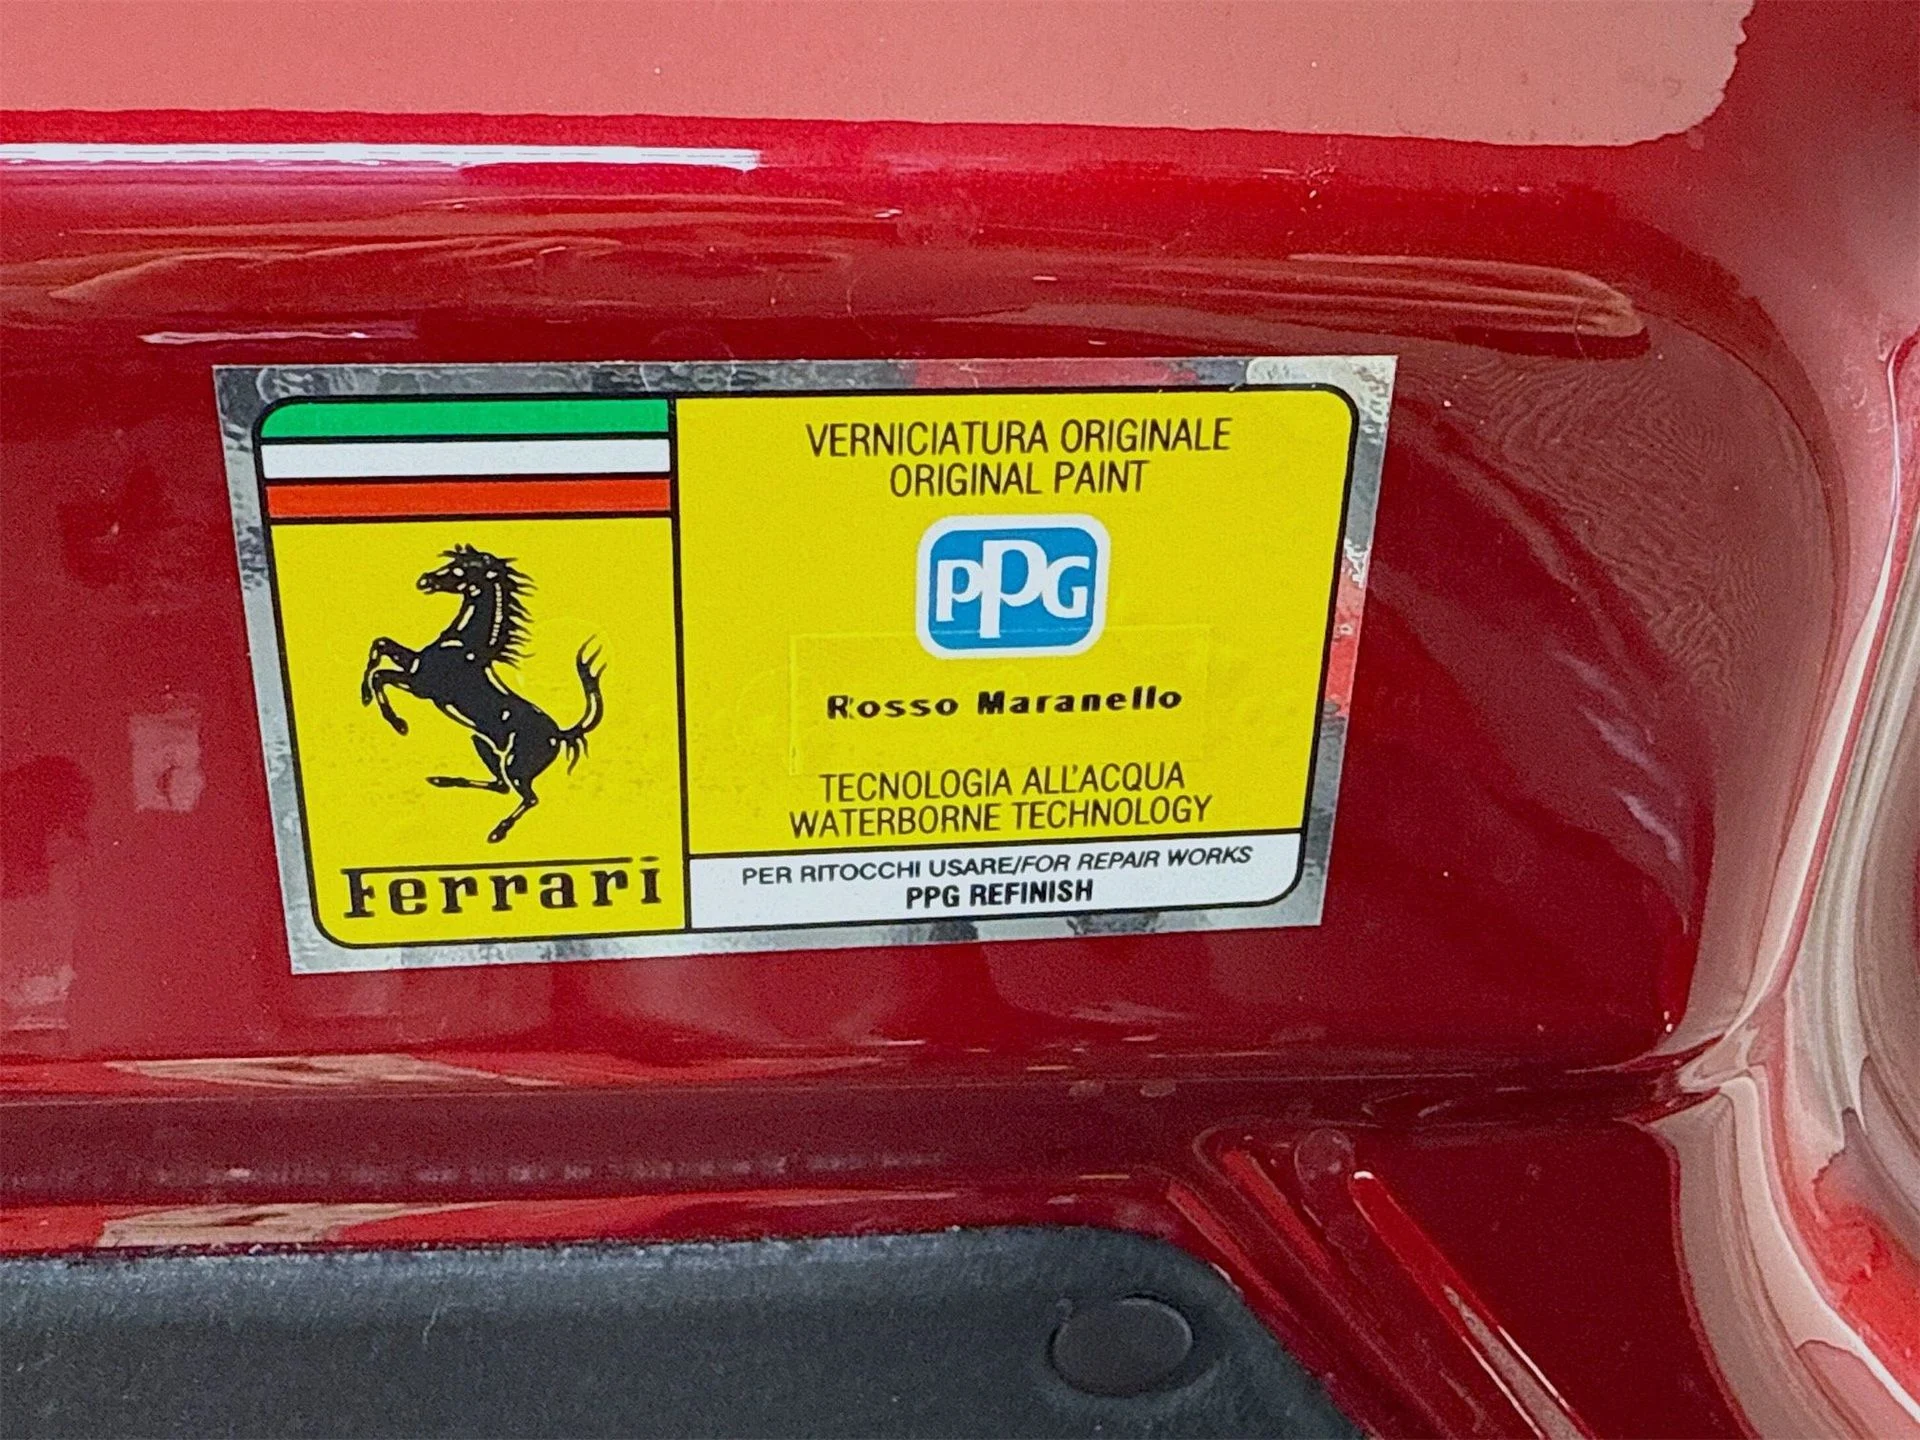 VERNICIATURA ORIGINALE
ORIGINAL PAINT
PPG
Rosso Maranello
TECNOLOGIA ALL'ACQUA
WATERBORNE TECHNOLOGY
PER RITOCCHI USARE/FOR REPAIR WORKS
PPG REFINISH
Ferrari